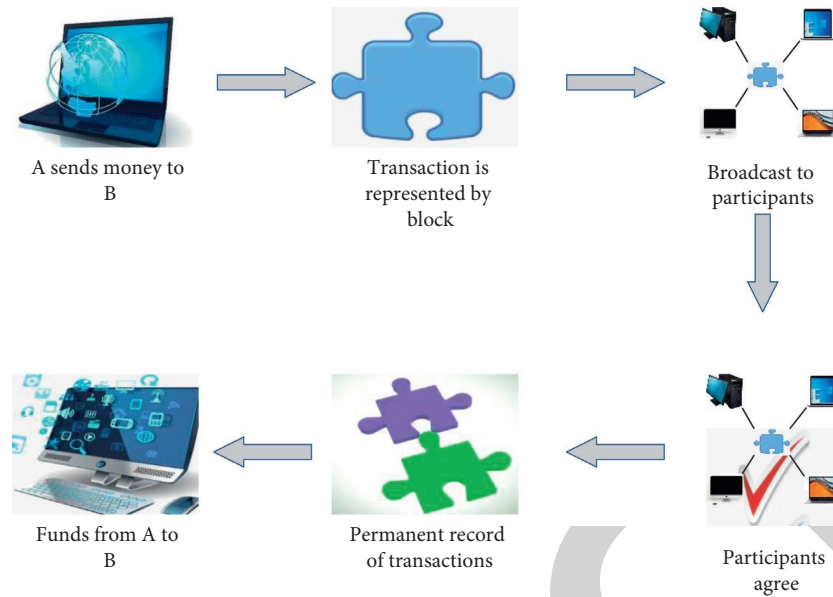 A sends money to
B
Transaction is
represented by
block
Broadcast to
participants
Participants
agree
Permanent record
of transactions
Funds from A to
B